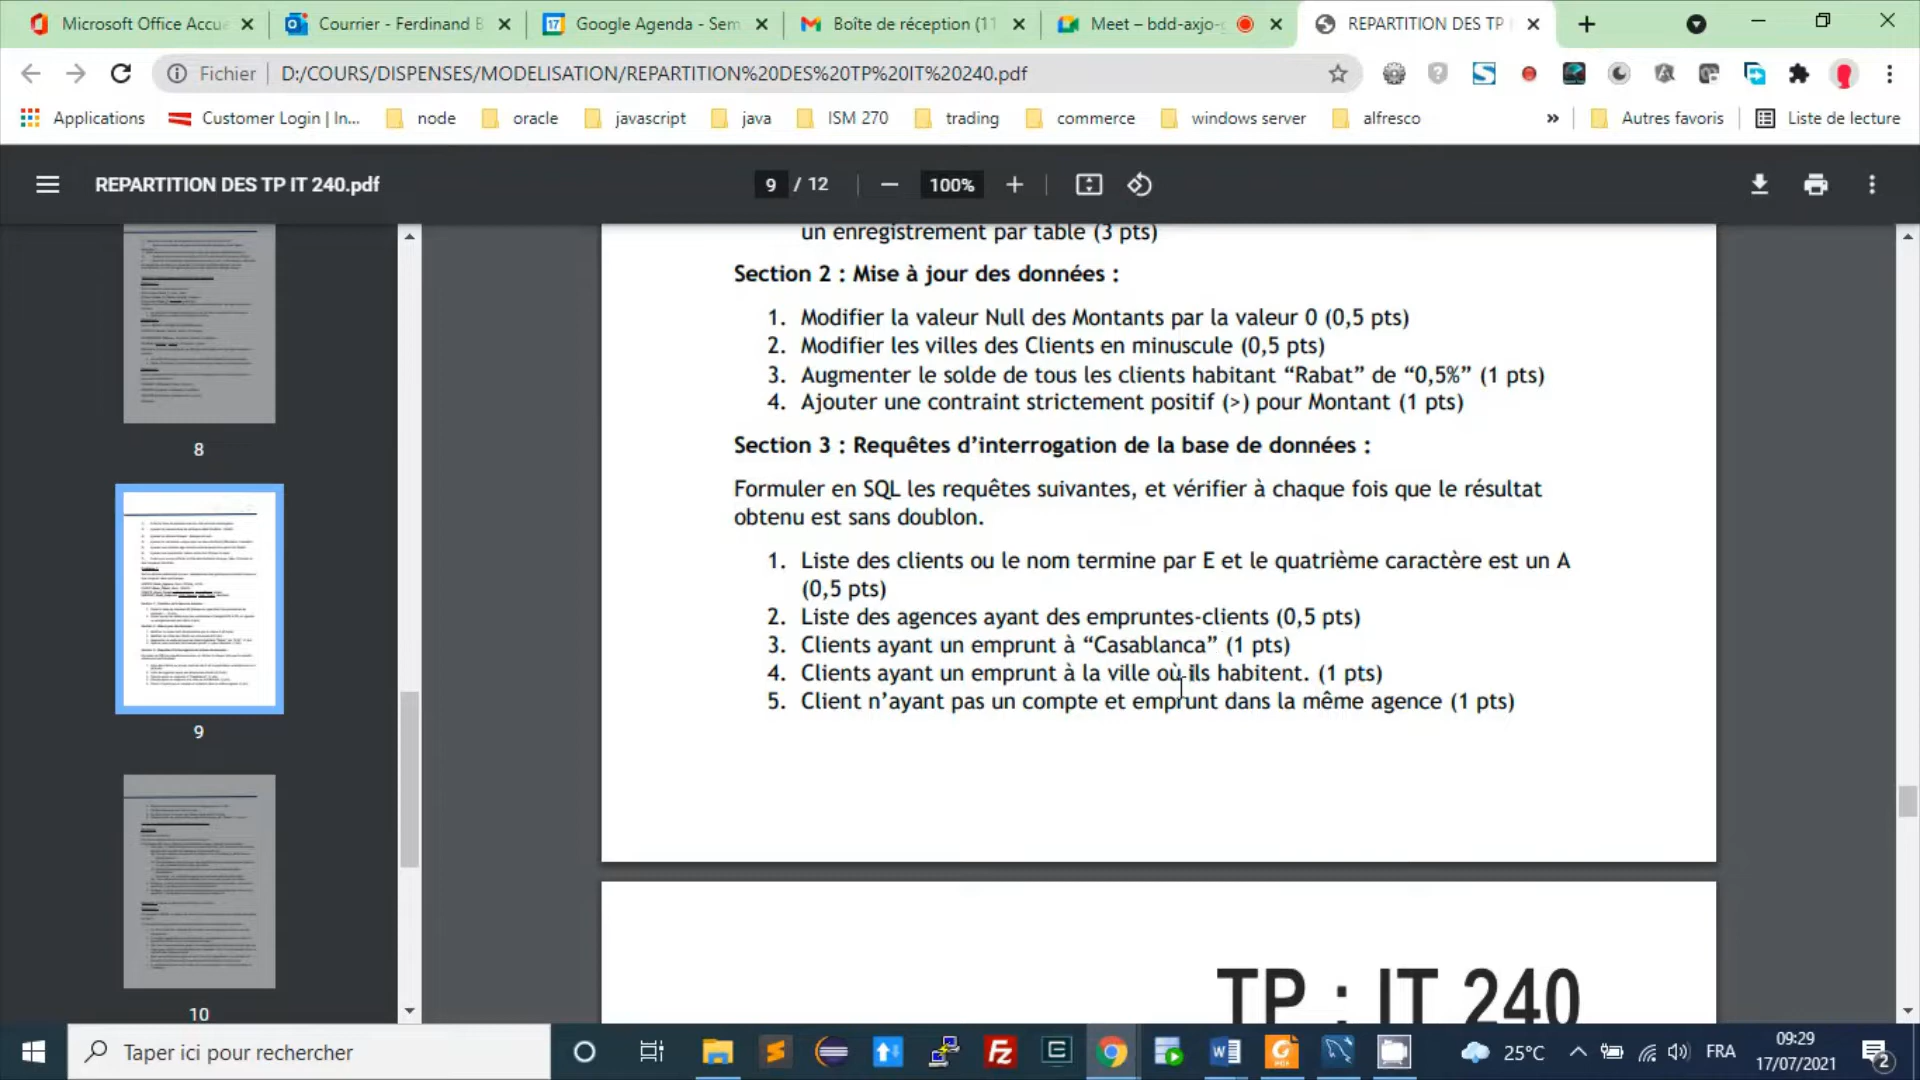 Microsoft Office Accue
Courrier - Ferdinand B
Google Agenda - Sem
Boîte de réception (11
Meet – bdd-axjo-
REPARTITION DES TP
Fichier
D:/COURS/DISPENSES/MODELISATION/REPARTITION%20DES%20TP%20IT%20240.pdf
Applications
Customer Login | In...
node
oracle
javascript
java
ISM 270
trading
commerce
windows server
alfresco
»
Autres favoris
Liste de lecture
REPARTITION DES TP IT 240.pdf
9 / 12
100%
8
9
10
un enregistrement par table (3 pts)
Section 2 : Mise à jour des données :
1. Modifier la valeur Null des Montants par la valeur 0 (0,5 pts)
2. Modifier les villes des Clients en minuscule (0,5 pts)
3. Augmenter le solde de tous les clients habitant “Rabat” de “0,5%” (1 pts)
4. Ajouter une contraint strictement positif (>) pour Montant (1 pts)
Section 3 : Requêtes d’interrogation de la base de données :
Formuler en SQL les requêtes suivantes, et vérifier à chaque fois que le résultat
obtenu est sans doublon.
1. Liste des clients ou le nom termine par E et le quatrième caractère est un A
(0,5 pts)
2. Liste des agences ayant des empruntes-clients (0,5 pts)
3. Clients ayant un emprunt à “Casablanca” (1 pts)
4. Clients ayant un emprunt à la ville où ils habitent. (1 pts)
5. Client n’ayant pas un compte et emprunt dans la même agence (1 pts)
TP : IT 240
Taper ici pour rechercher
25°C
FRA
09:29
17/07/2021
2